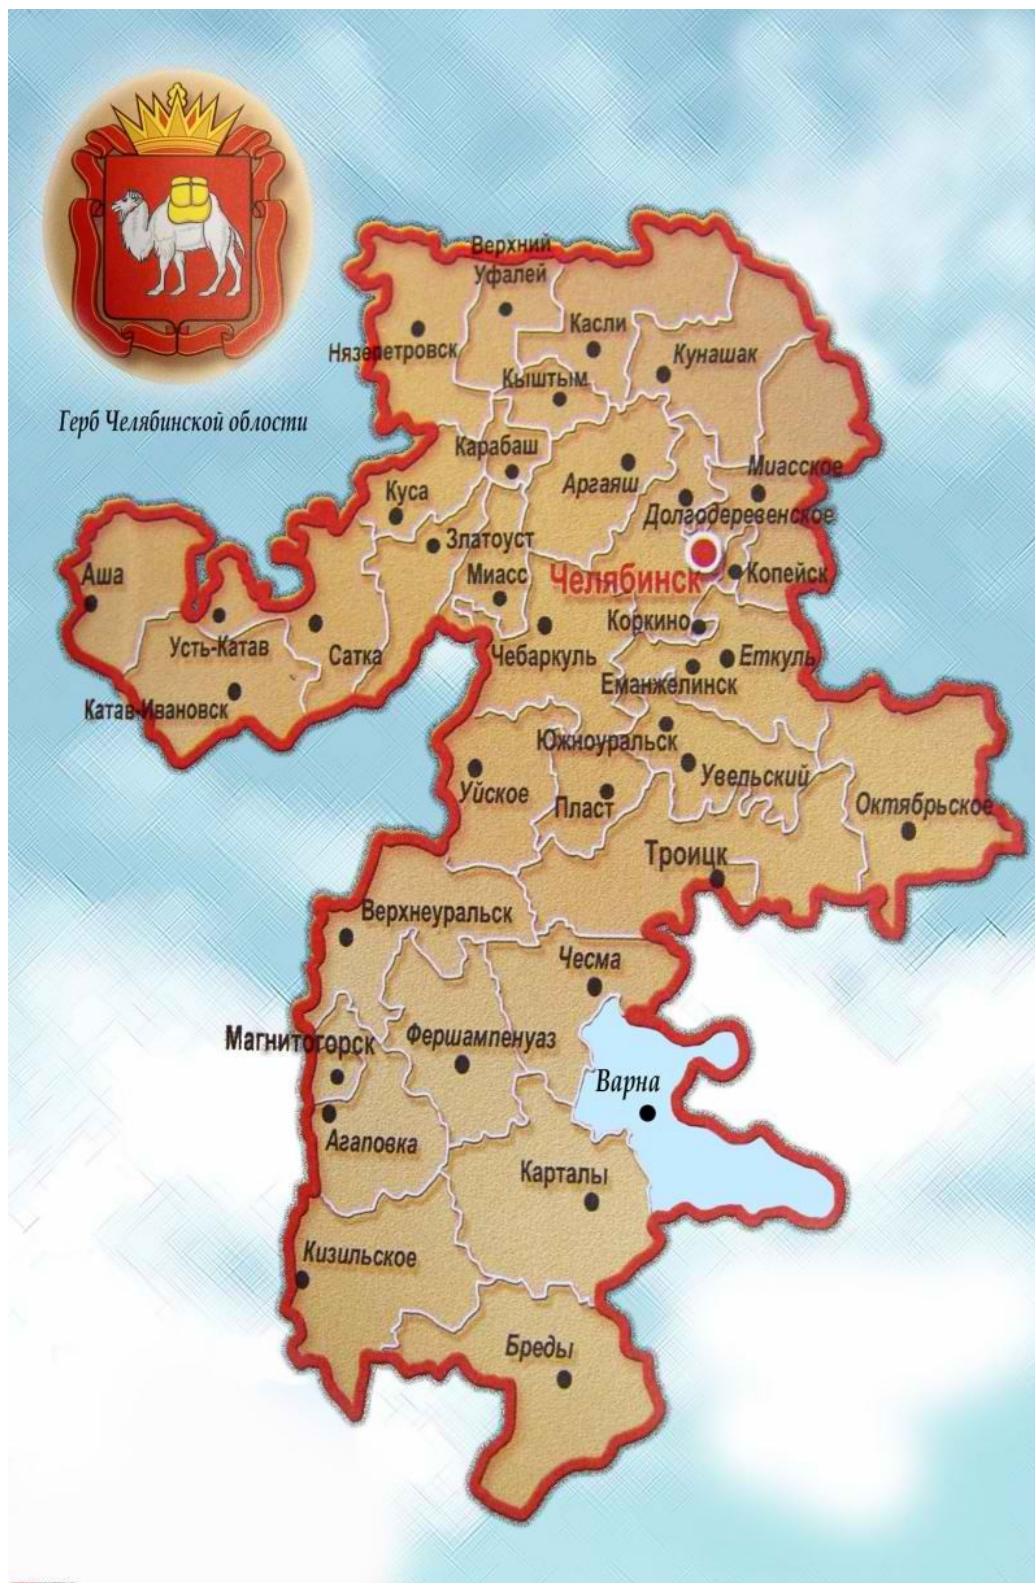 Герб Челябинской области
Верхний
Уфалей
Касли
Нязепетровск
Кунашак
Кыштым
Карабаш
Аргаяш
Миасское
Куса
Долгодеревенское
Златоуст
Аша
Миасс
Челябинск
Копейск
Коркино
Усть-Катав
Сатка
Чебаркуль
Еткуль
Еманжелинск
Катав-Ивановск
Южноуральск
Увельский
Уйское
Пласт
Октябрьское
Троицк
Верхнеуральск
Чесма
Магнитогорск
Фершампенуаз
Варна
Агаповка
Карталы
Кизильское
Бреды